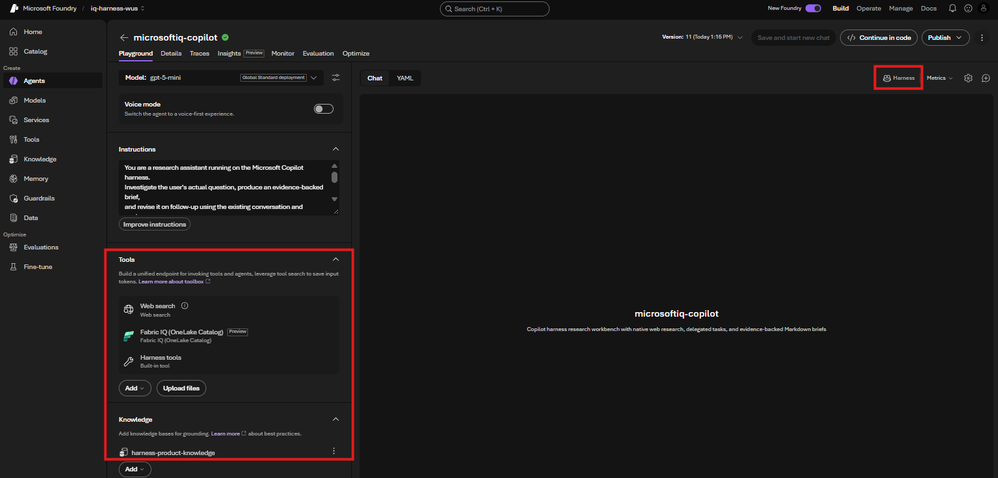 Microsoft Foundry / iq-harness-wus
Search (Ctrl + K)
New Foundry
Build
Operate
Manage
Docs
Home
Catalog
Create
Agents
Models
Services
Tools
Knowledge
Memory
Guardrails
Data
Optimize
Evaluations
Fine-tune
microsoftiq-copilot
Version: 11 (Today 1:16 PM)
Save and start new chat
Continue in code
Publish
Playground
Details
Traces
Insights
Preview
Monitor
Evaluation
Optimize
Model: gpt-5-mini
Global Standard deployment
Voice mode
Switch the agent to a voice-first experience.
Instructions
You are a research assistant running on the Microsoft Copilot
harness.
Investigate the user's actual question, produce an evidence-backed
brief,
and revise it on follow-up using the existing conversation and
Improve instructions
Tools
Build a unified endpoint for invoking tools and agents, leverage tool search to save input
tokens. Learn more about toolbox
Web search
Web search
Fabric IQ (OneLake Catalog) Preview
Fabric IQ (OneLake Catalog)
Harness tools
Built-in tool
Add
Upload files
Knowledge
Add knowledge bases for grounding. Learn more about best practices.
harness-product-knowledge
Add
Chat
YAML
Harness
Metrics
microsoftiq-copilot
Copilot harness research workbench with native web research, delegated tasks, and evidence-backed Markdown briefs